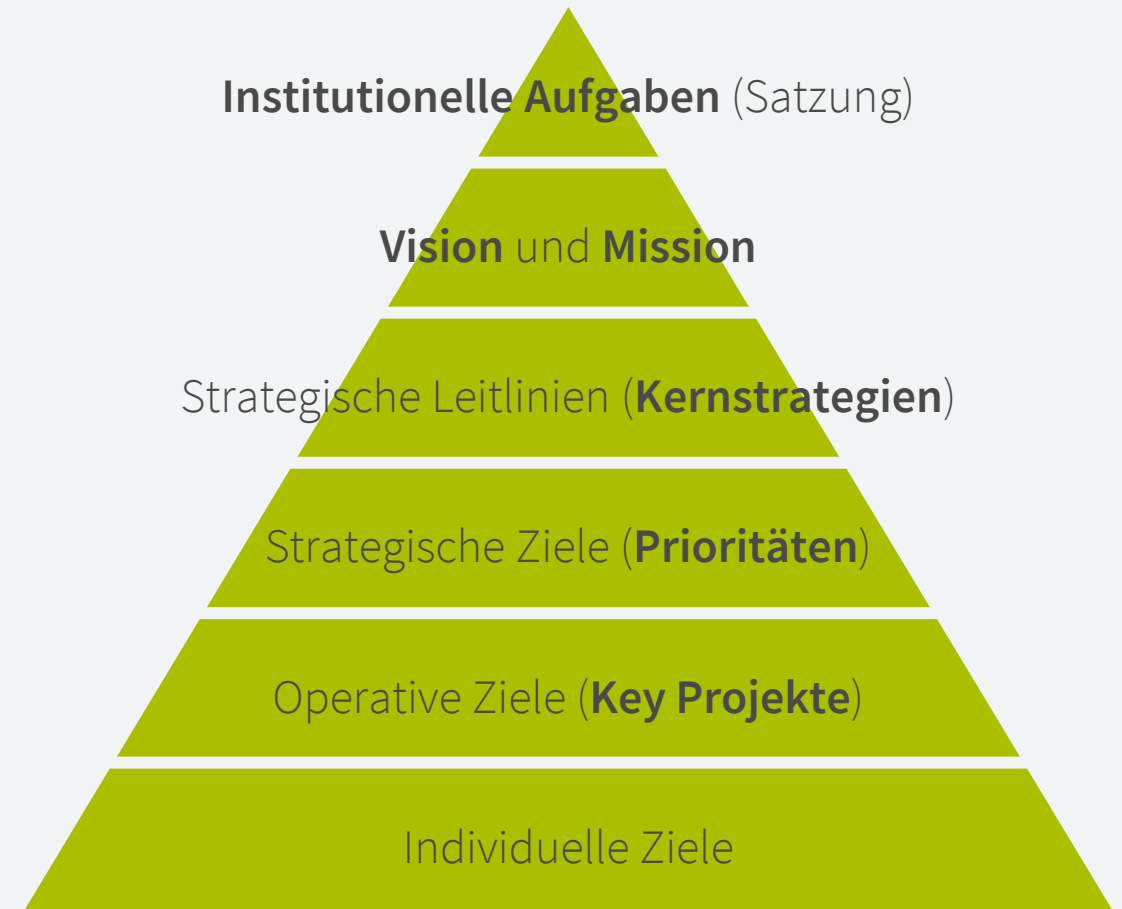 Institutionelle Aufgaben (Satzung)
Vision und Mission
Strategische Leitlinien (Kernstrategien)
Strategische Ziele (Prioritäten)
Operative Ziele (Key Projekte)
Individuelle Ziele